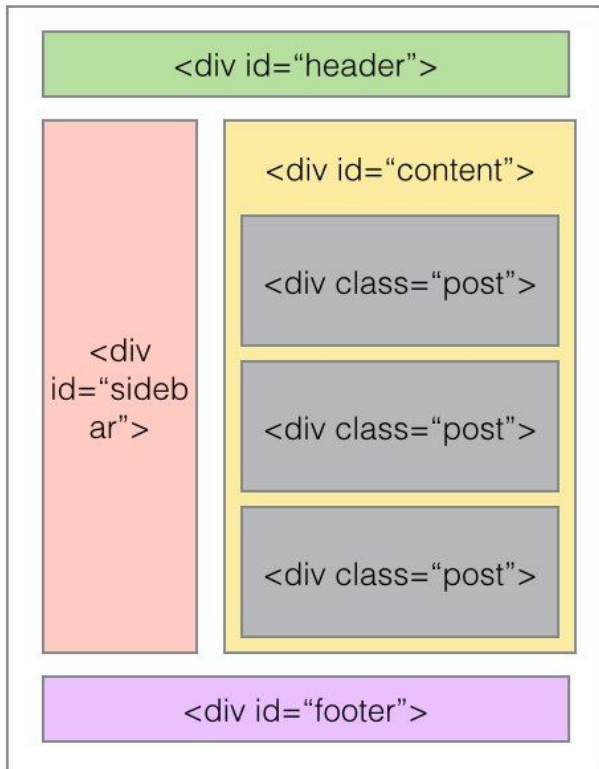 <div id=“header”>
<div
id=“sideb
ar”>
<div id=“content”>
<div class=“post”>
<div class=“post”>
<div class=“post”>
<div id=“footer”>